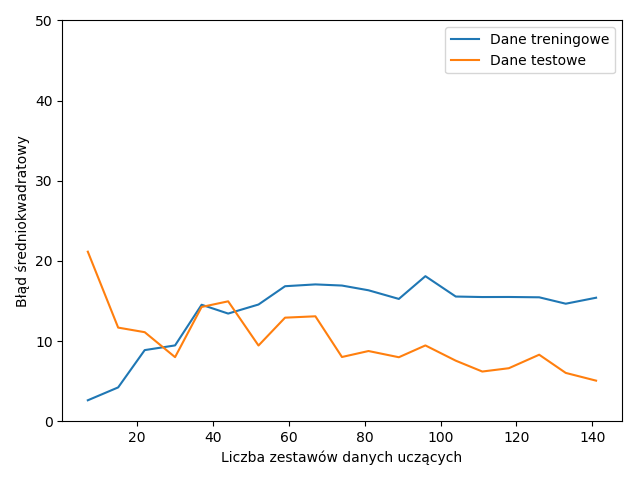 50
40
30
20
10
0
Błąd średniokwadratowy
Dane treningowe
Dane testowe
20 40 60 80 100 120 140
Liczba zestawów danych uczących